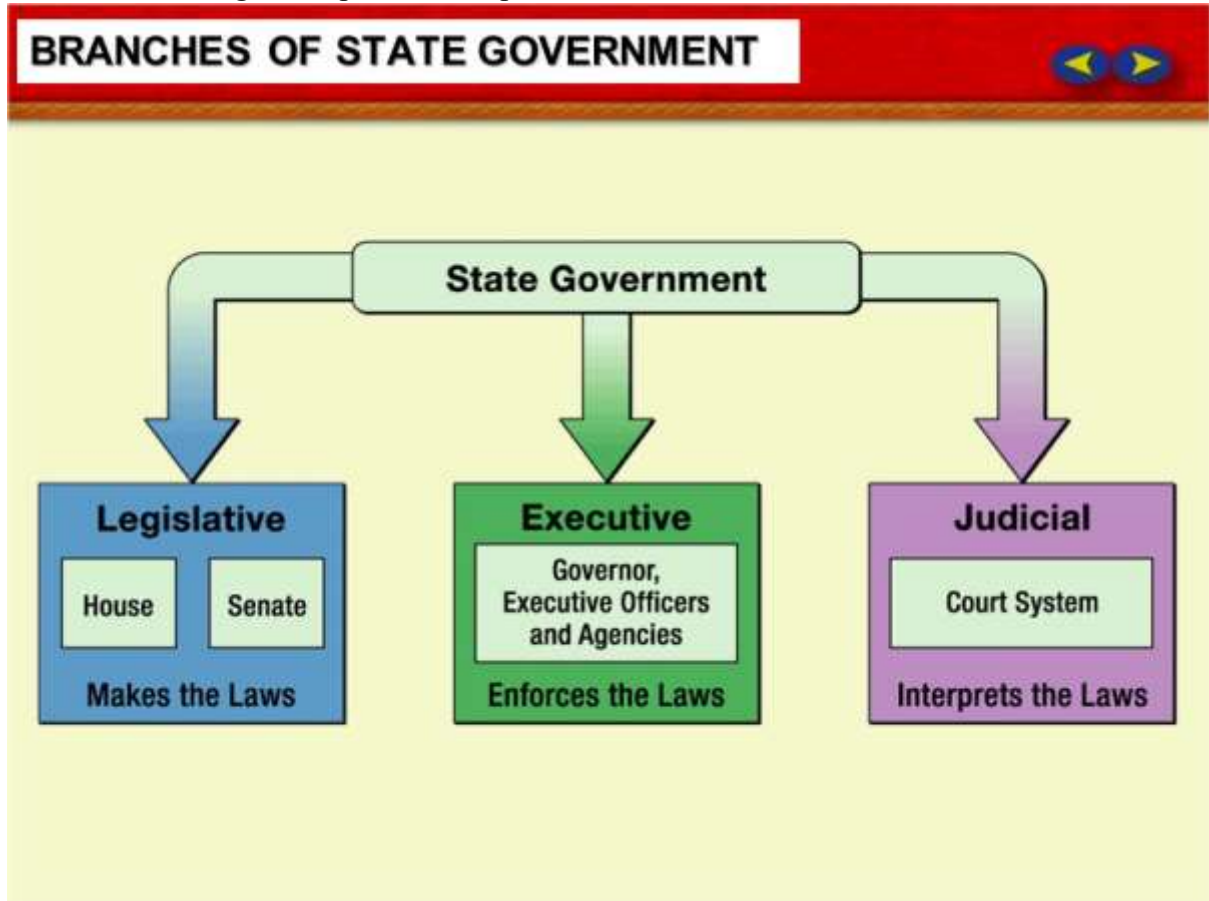 BRANCHES OF STATE GOVERNMENT
State Government
Legislative
House
Senate
Makes the Laws
Executive
Governor,
Executive Officers
and Agencies
Enforces the Laws
Judicial
Court System
Interprets the Laws